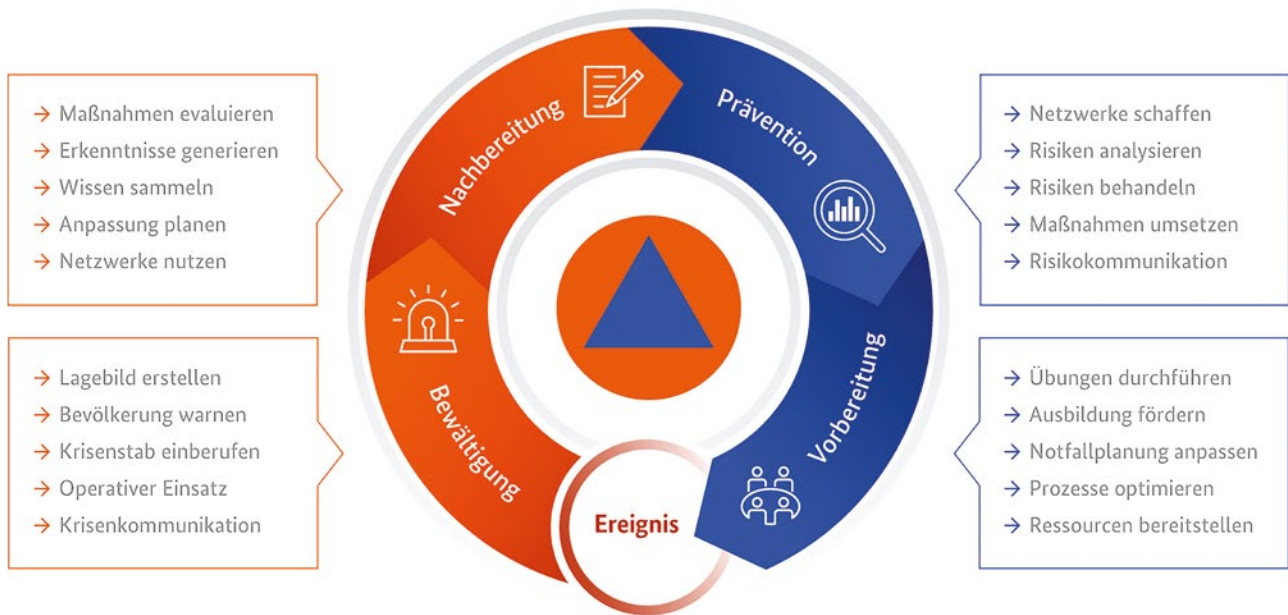 Nachbereitung
Prävention
→ Maßnahmen evaluieren
→ Erkenntnisse generieren
→ Wissen sammeln
→ Anpassung planen
→ Netzwerke nutzen
→ Netzwerke schaffen
→ Risiken analysieren
→ Risiken behandeln
→ Maßnahmen umsetzen
→ Risikokommunikation
Bewältigung
Vorbereitung
→ Lagebild erstellen
→ Bevölkerung warnen
→ Krisenstab einberufen
→ Operativer Einsatz
→ Krisenkommunikation
Ereignis
→ Übungen durchführen
→ Ausbildung fördern
→ Notfallplanung anpassen
→ Prozesse optimieren
→ Ressourcen bereitstellen